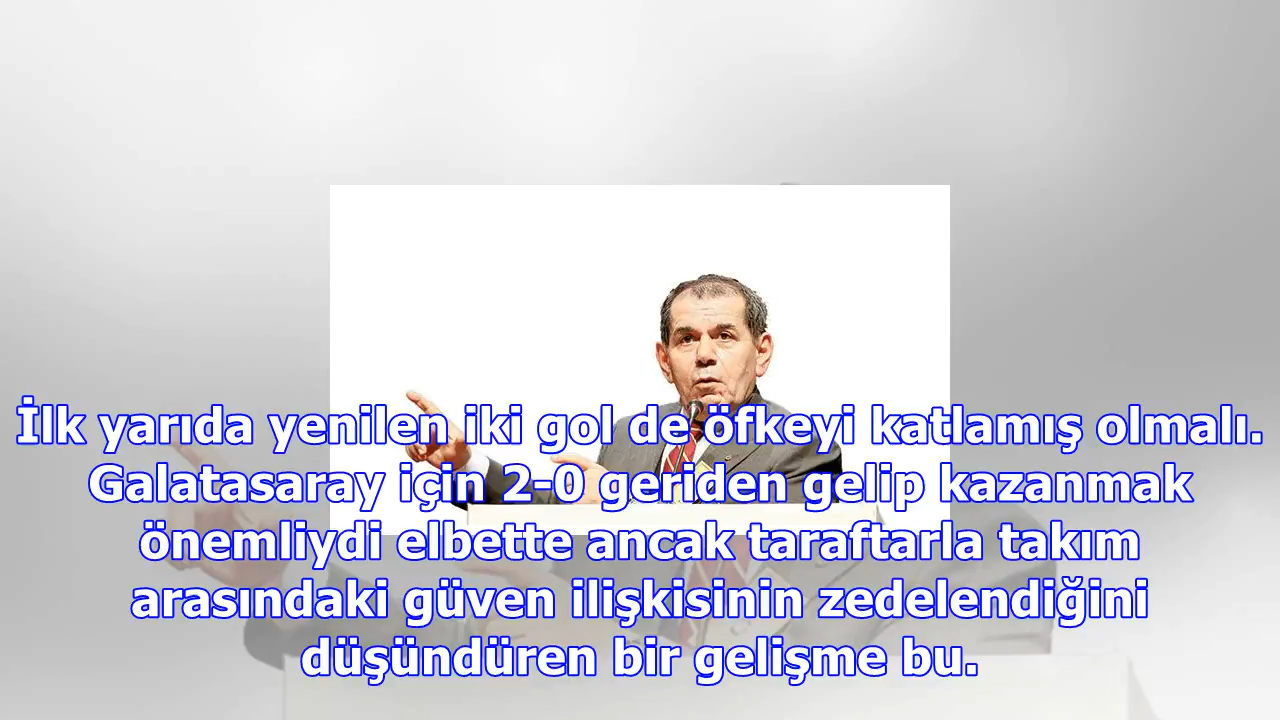 İlk yarıda yenilen iki gol de öfkeyi katlamış olmalı.
Galatasaray için 2-0 geriden gelip kazanmak
önemliydi elbette ancak taraftarla takım
arasındaki güven ilişkisinin zedelendiğini
düşündüren bir gelişme bu.